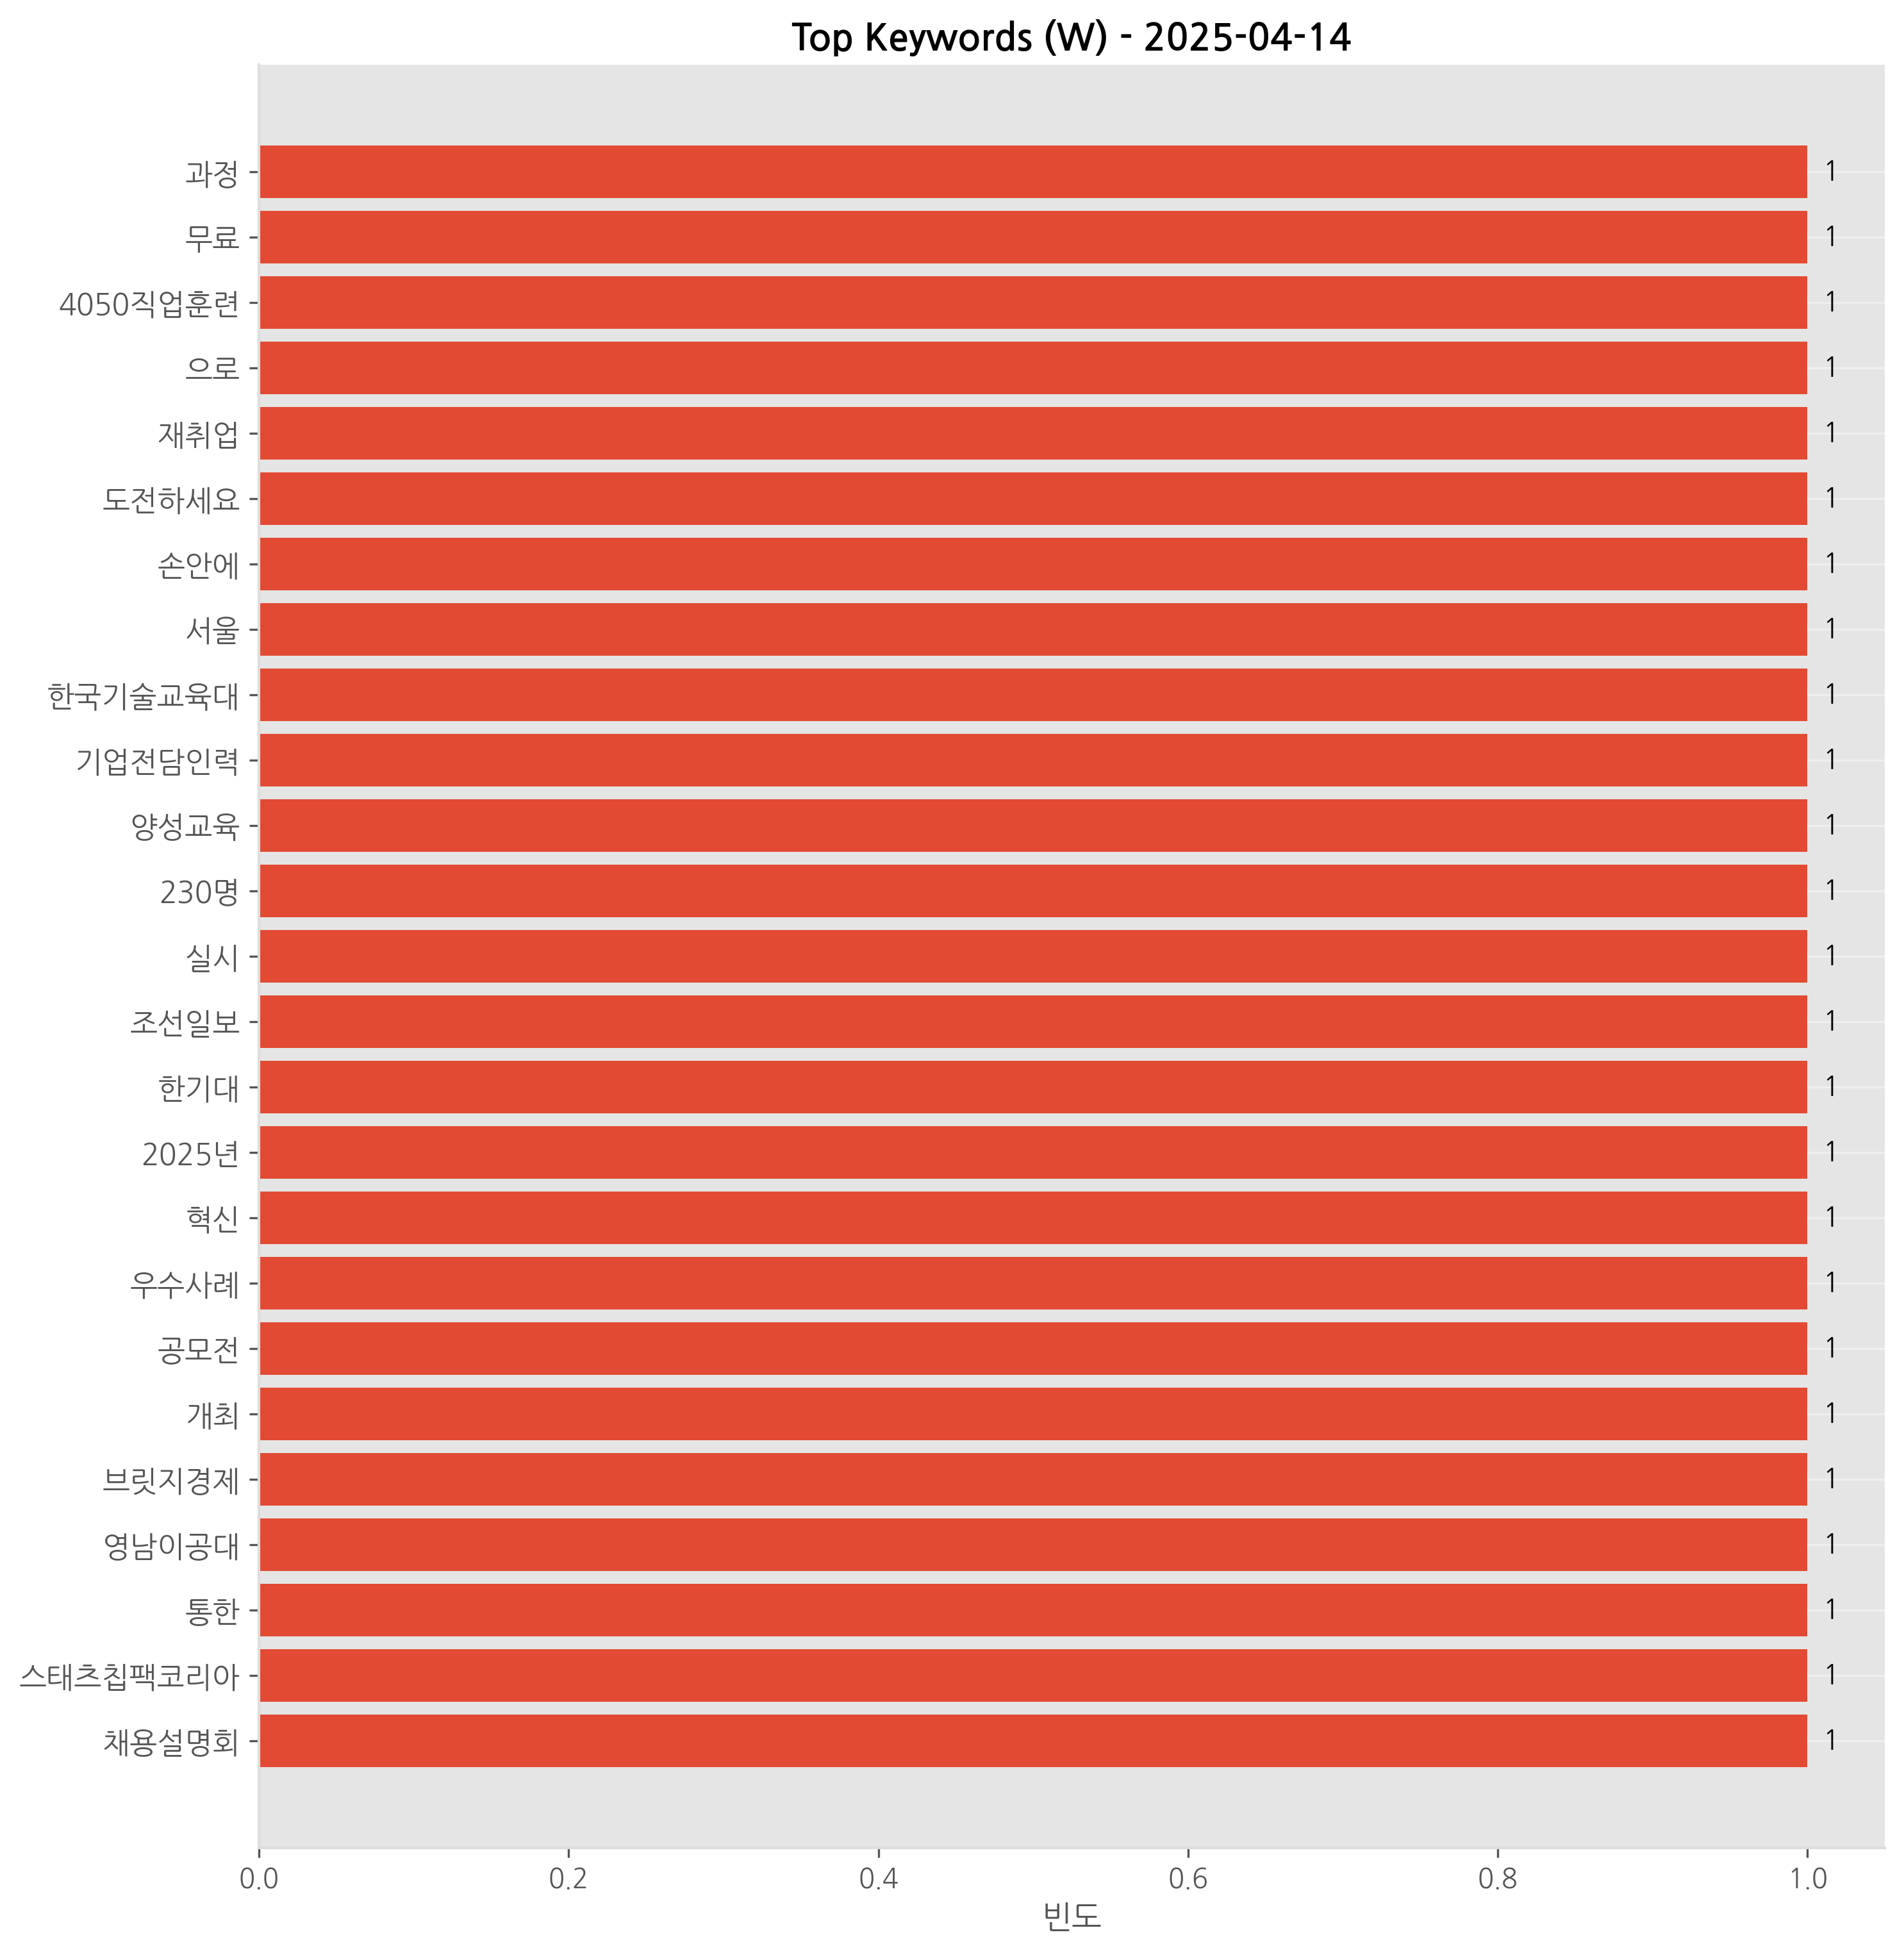 Top Keywords (W) - 2025-04-14
과정 1
무료 1
4050직업훈련 1
으로 1
재취업 1
도전하세요 1
손안에 1
서울 1
한국기술교육대 1
기업전담인력 1
양성교육 1
230명 1
실시 1
조선일보 1
한기대 1
2025년 1
혁신 1
우수사례 1
공모전 1
개최 1
브릿지경제 1
영남이공대 1
통한 1
스태츠칩팩코리아 1
채용설명회 1
0.0 0.2 0.4 0.6 0.8 1.0
빈도